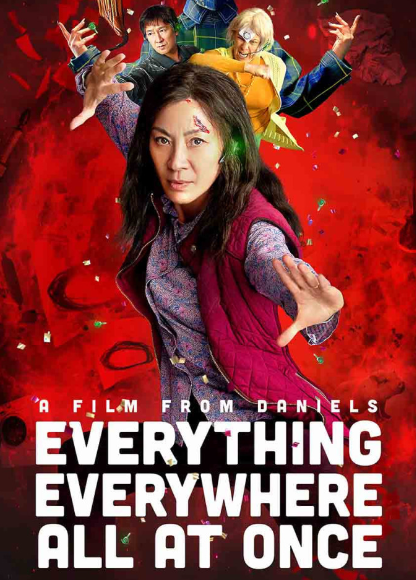 A FILM FROM DANIELS
EVERYTHING
EVERYWHERE
ALL AT ONCE